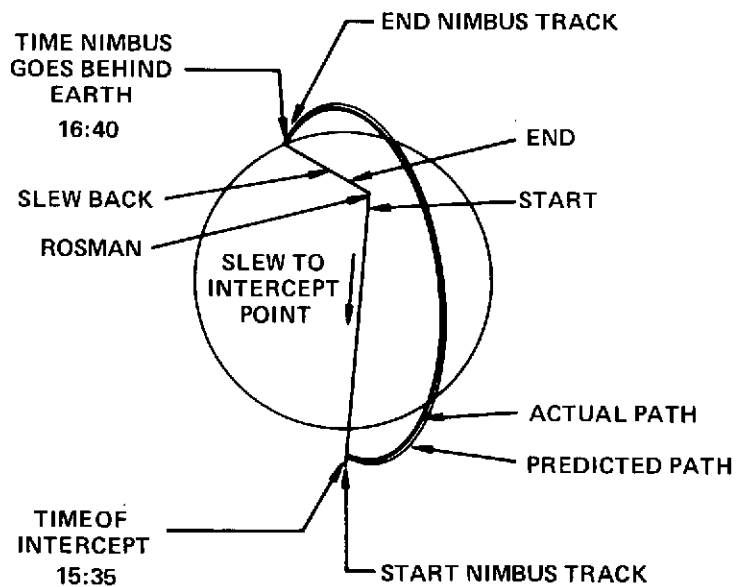 END NIMBUS TRACK
TIME NIMBUS
GOES BEHIND
EARTH
16:40
END
SLEW BACK
START
ROSMAN
SLEW TO
INTERCEPT
POINT
ACTUAL PATH
PREDICTED PATH
TIMEOF
INTERCEPT
15:35
START NIMBUS TRACK